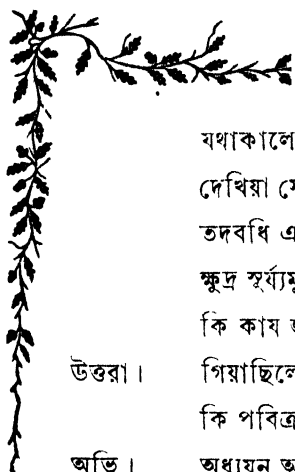 যথাকালে
দেখিয়া
তদবধি
ক্ষুদ্র
কি কায
উত্তরা। গিয়াছিলে
কি পবিত্র
অভি। অধ্যয়ন